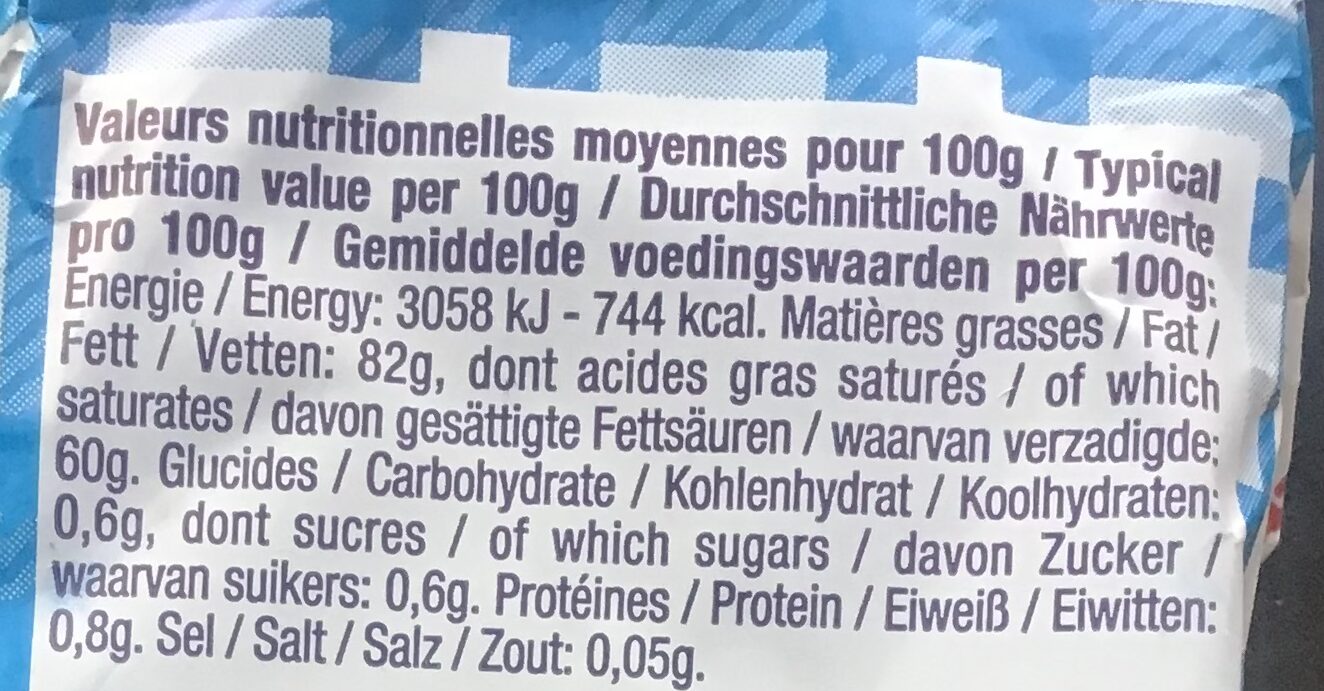 Valeurs nutritionnelles moyennes pour 100g / Typical
nutrition value per 100g / Durchschnittliche Nährwerte
pro 100g / Gemiddelde voedingswaarden per 100g:
Energie / Energy: 3058 kJ - 744 kcal. Matières grasses / Fat /
Fett / Vetten: 82g, dont acides gras saturés / of which
saturates / davon gesättigte Fettsäuren / waarvan verzadigde:
60g. Glucides / Carbohydrate / Kohlenhydrat / Koolhydraten:
0,6g, dont sucres / of which sugars / davon Zucker /
waarvan suikers: 0,6g. Protéines / Protein / Eiweiß / Eiwitten:
0,8g. Sel / Salt / Salz / Zout: 0,05g.